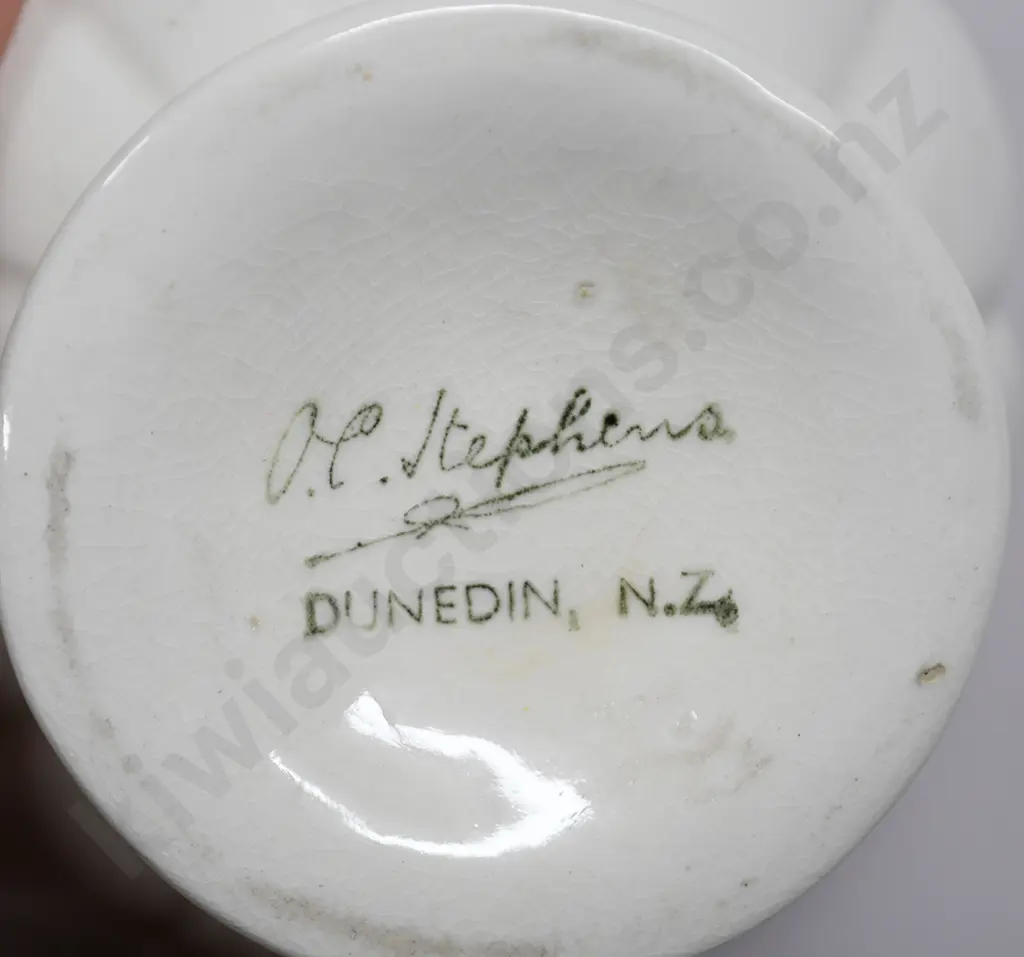 O.C. Stephens
DUNEDIN, N.Z.
kiwiauctions.co.nz